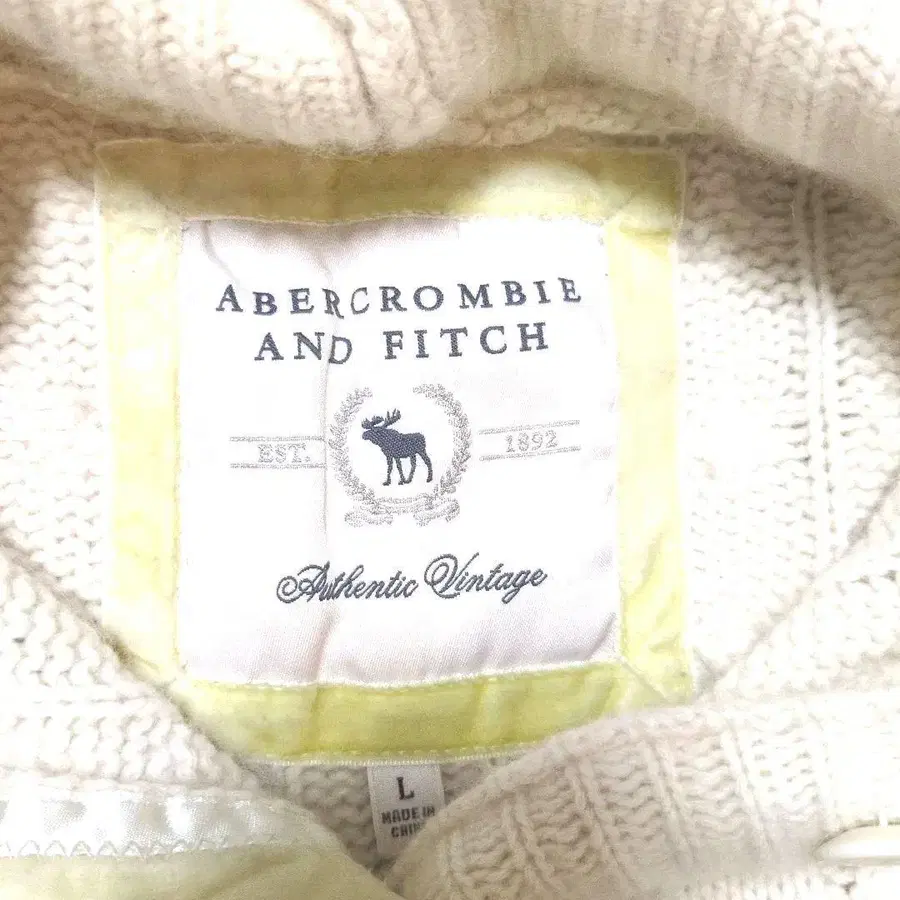 ABERCROMBIE
AND FITCH
EST. 1892
Authentic Vintage
L
MADE IN
CHINA